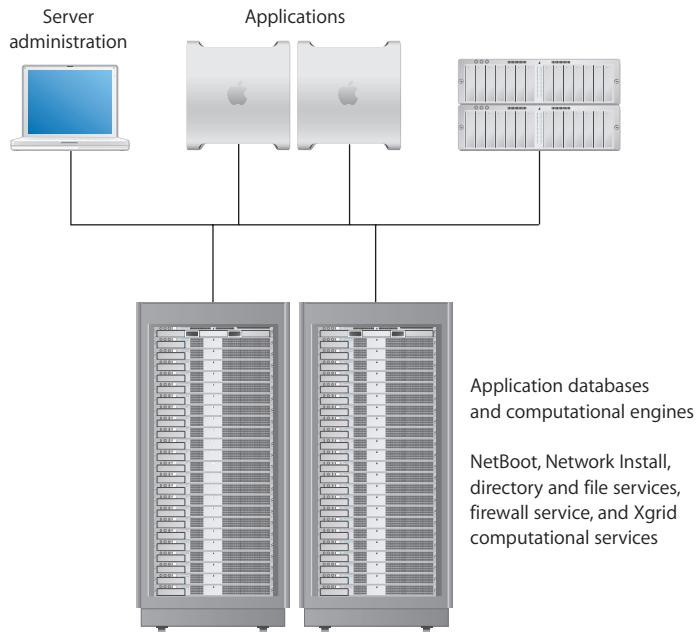 Server
administration
Applications
Application databases
and computational engines
NetBoot, Network Install,
directory and file services,
firewall service, and Xgrid
computational services